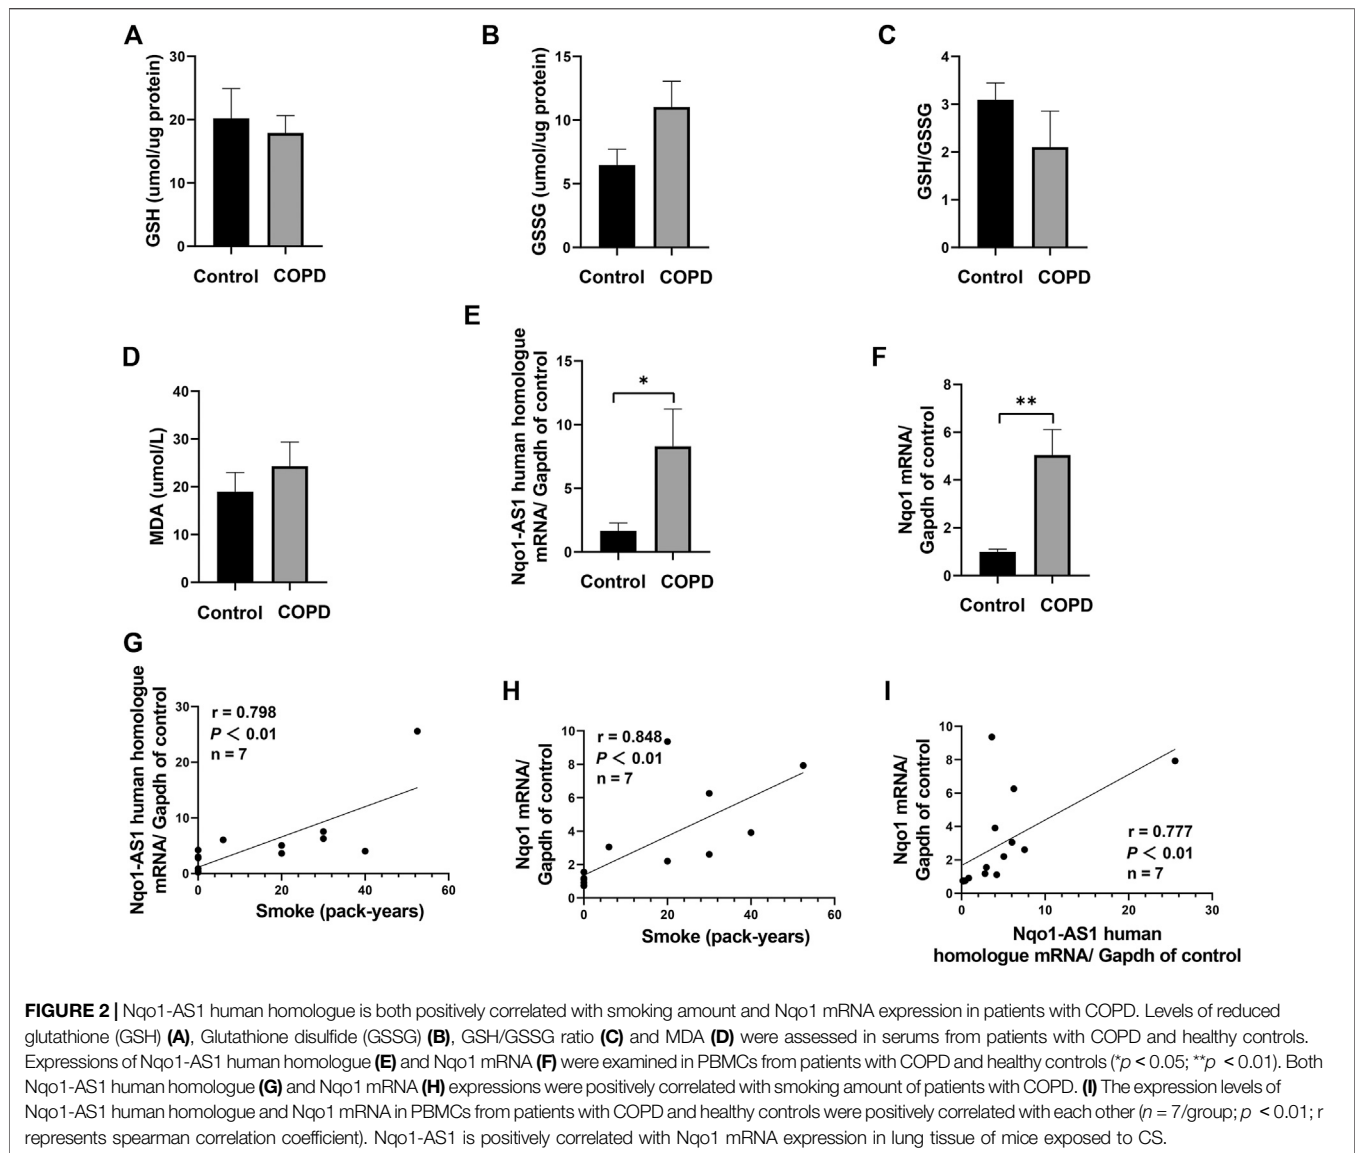 A
GSH (umol/ug protein)
30
20
10
0
Control COPD
B
GSSG (umol/ug protein)
15
10
5
0
Control COPD
C
GSH/GSSG
4
3
2
1
0
Control COPD
D
MDA (umol/L)
40
30
20
10
0
Control COPD
E
Nqo1-AS1 human homologue
mRNA/ Gapdh of control
15
10
5
0
*
Control COPD
F
Nqo1 mRNA/
Gapdh of control
8
6
4
2
0
**
Control COPD
G
Nqo1-AS1 human homologue
mRNA/ Gapdh of control
30
20
10
0
r = 0.798
P < 0.01
n = 7
0 20 40 60
Smoke (pack-years)
H
Nqo1 mRNA/
Gapdh of control
10
8
6
4
2
0
r = 0.848
P < 0.01
n = 7
0 20 40 60
Smoke (pack-years)
I
Nqo1 mRNA/
Gapdh of control
10
8
6
4
2
0
r = 0.777
P < 0.01
n = 7
0 10 20 30
Nqo1-AS1 human
homologue mRNA/ Gapdh of control
FIGURE 2 | Nqo1-AS1 human homologue is both positively correlated with smoking amount and Nqo1 mRNA expression in patients with COPD. Levels of reduced
glutathione (GSH) (A), Glutathione disulfide (GSSG) (B), GSH/GSSG ratio (C) and MDA (D) were assessed in serums from patients with COPD and healthy controls.
Expressions of Nqo1-AS1 human homologue (E) and Nqo1 mRNA (F) were examined in PBMCs from patients with COPD and healthy controls (*p < 0.05; **p < 0.01). Both
Nqo1-AS1 human homologue (G) and Nqo1 mRNA (H) expressions were positively correlated with smoking amount of patients with COPD. (I) The expression levels of
Nqo1-AS1 human homologue and Nqo1 mRNA in PBMCs from patients with COPD and healthy controls were positively correlated with each other (n = 7/group; p < 0.01; r
represents spearman correlation coefficient). Nqo1-AS1 is positively correlated with Nqo1 mRNA expression in lung tissue of mice exposed to CS.